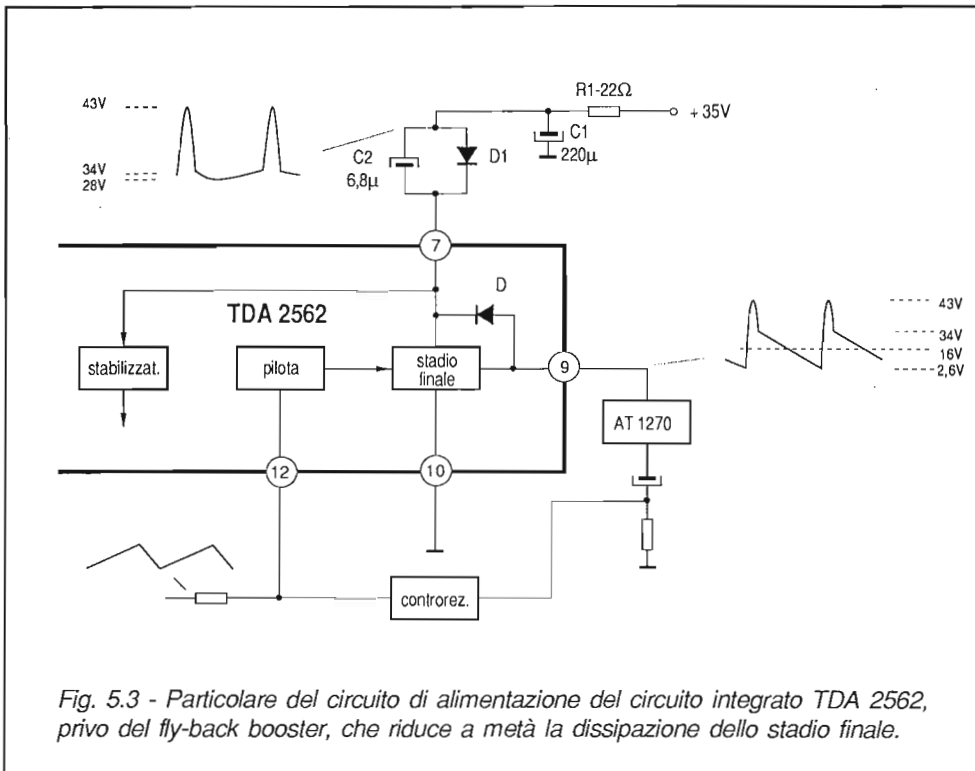 R1-22Ω
43V
+ 35V
C1
220µ
C2
6,8µ
D1
34V
28V
7
D
TDA 2562
43V
34V
16V
2,6V
stabilizzat.
pilota
stadio
finale
9
AT 1270
12
10
controrez.
Fig. 5.3 - Particolare del circuito di alimentazione del circuito integrato TDA 2562,
privo del fly-back booster, che riduce a metà la dissipazione dello stadio finale.